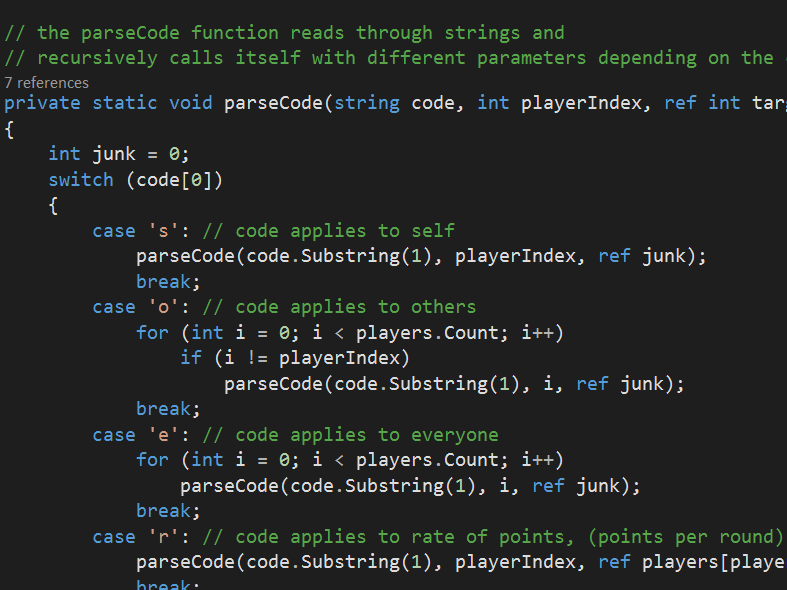 // the parseCode function reads through strings and
// recursively calls itself with different parameters depending on the
7 references
private static void parseCode(string code, int playerIndex, ref int tar
{
int junk = 0;
switch (code[0])
{
case 's': // code applies to self
parseCode(code.Substring(1), playerIndex, ref junk);
break;
case 'o': // code applies to others
for (int i = 0; i < players.Count; i++)
if (i != playerIndex)
parseCode(code.Substring(1), i, ref junk);
break;
case 'e': // code applies to everyone
for (int i = 0; i < players.Count; i++)
parseCode(code.Substring(1), i, ref junk);
break;
case 'r': // code applies to rate of points, (points per round)
parseCode(code.Substring(1), playerIndex, ref players[playe
break;